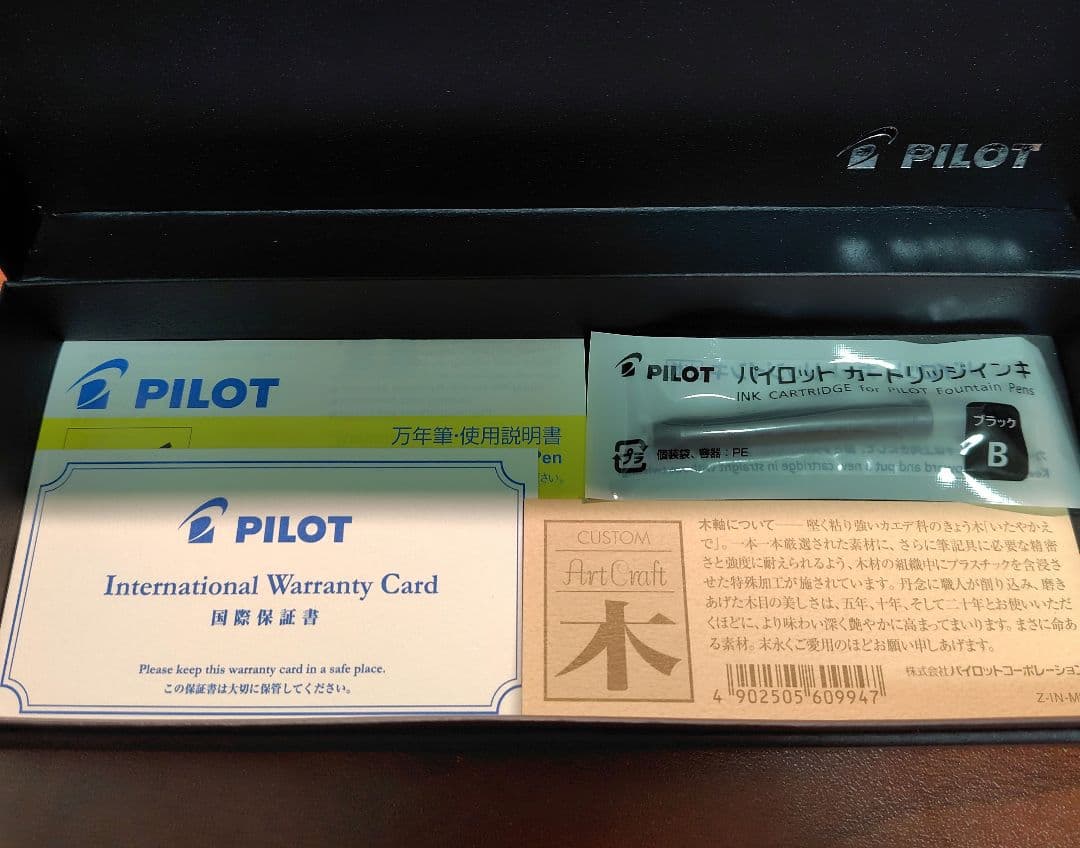 PILOT
PILOT
万年筆・使用説明書
Pen
さい。
PILOT パイロット カートリッジインキ
INK CARTRIDGE for PILOT Fountain Pens
プラ
個装袋、容器：PE
ブラック
B
PILOT
International Warranty Card
国際保証書
Please keep this warranty card in a safe place.
この保証書は大切に保管してください。
CUSTOM
Art Craft
木
木軸について── 堅く粘り強いカエデ科のきょう木「いたやかえ
で」。一本一本厳選された素材に、さらに筆記具に必要な精密
さと強度に耐えられるよう、木材の組織中にプラスチックを含浸さ
せた特殊加工が施されています。丹念に職人が削り込み、磨き
あげた木目の美しさは、五年、十年、そして二十年とお使いいただ
くほどに、より味わい深く艶やかに高まってまいります。まさに命あ
る素材。末永くご愛用のほどお願い申しあげます。
株式会社パイロットコーポレーション
4 902505 609947
Z-IN-M